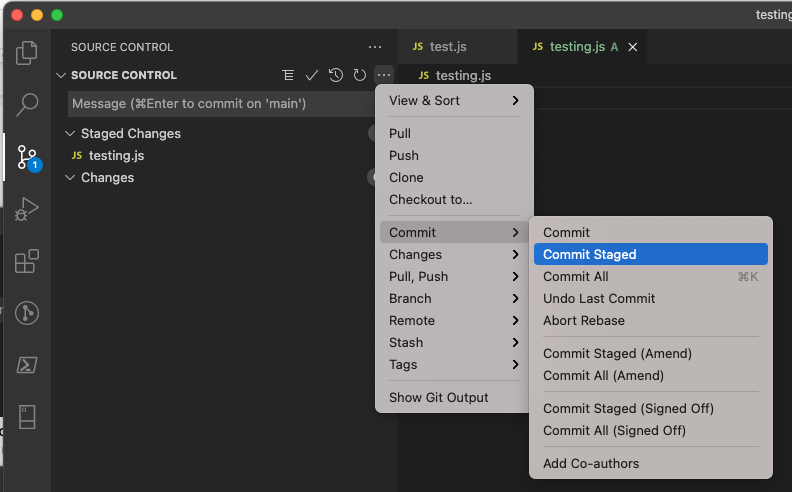 testing
SOURCE CONTROL
JS test.js
JS testing.js A
SOURCE CONTROL
JS testing.js
Message (⌘Enter to commit on 'main')
Staged Changes
JS testing.js
Changes
1
View & Sort
Pull
Push
Clone
Checkout to...
Commit
Changes
Pull, Push
Branch
Remote
Stash
Tags
Show Git Output
Commit
Commit Staged
Commit All ⌘K
Undo Last Commit
Abort Rebase
Commit Staged (Amend)
Commit All (Amend)
Commit Staged (Signed Off)
Commit All (Signed Off)
Add Co-authors